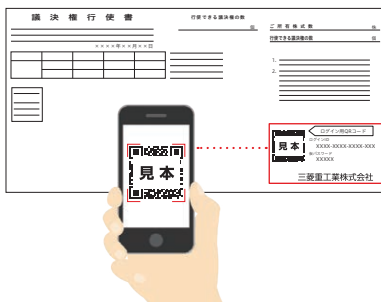 議決権行使書
××××年××月××日
行使できる議決権の数
個
ご所有株式数
株
行使できる議決権の数
個
1.
2.
ログイン用QRコード
見本
ログインID
XXXX-XXXX-XXXX-XXX
仮パスワード
XXXXX
三菱重工業株式会社
見本